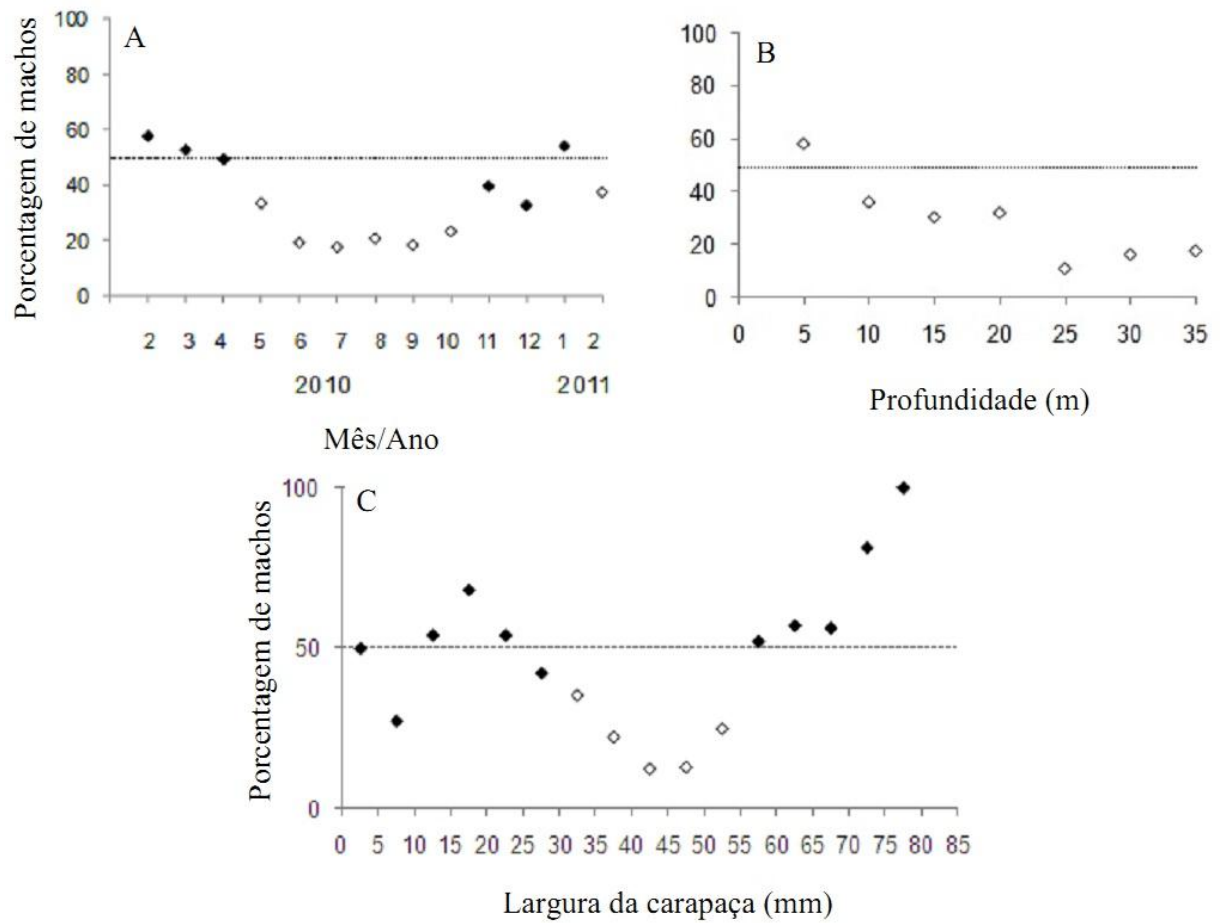 A
Porcentagem de machos
100
80
60
40
20
0
2 3 4 5 6 7 8 9 10 11 12 1 2
2010 2011
Mês/Ano
B
100
80
60
40
20
0
0 5 10 15 20 25 30 35
Profundidade (m)
C
Porcentagem de machos
100
50
0
0 5 10 15 20 25 30 35 40 45 50 55 60 65 70 75 80 85
Largura da carapaça (mm)